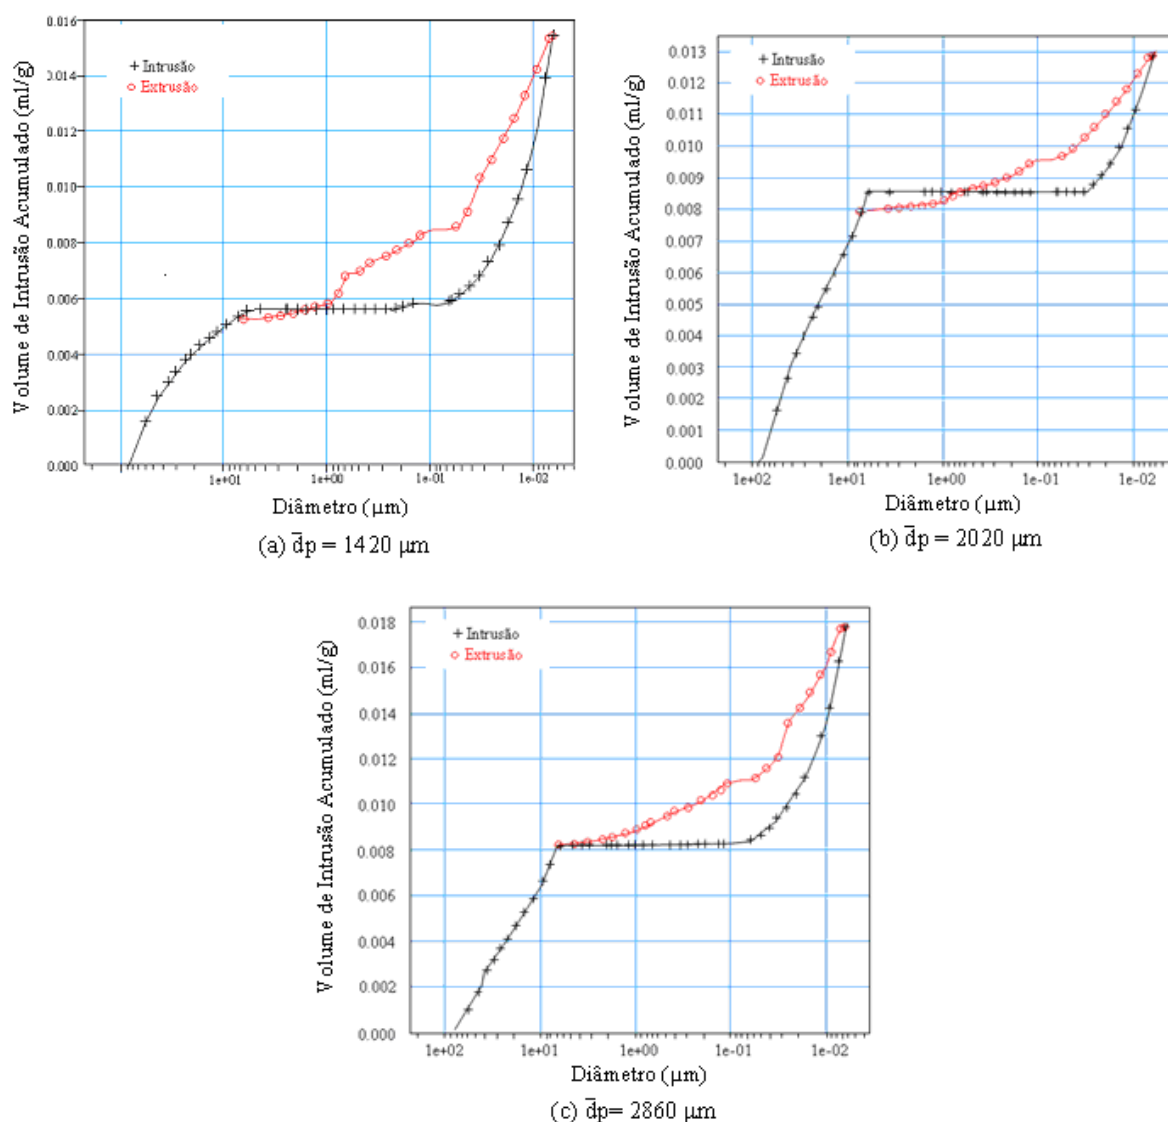 Volume de Intrusão Acumulado (ml/g)
0.016
0.014
0.012
0.010
0.008
0.006
0.004
0.002
0.000
Intrusão
Extrusão
1e+01
1e+00
1e-01
1e-02
Diâmetro (µm)
(a) d̄p = 1420 µm
Volume de Intrusão Acumulado (ml/g)
0.013
0.012
0.011
0.010
0.009
0.008
0.007
0.006
0.005
0.004
0.003
0.002
0.001
0.000
Intrusão
Extrusão
1e+02
1e+01
1e+00
1e-01
1e-02
Diâmetro (µm)
(b) d̄p = 2020 µm
Volume de Intrusão Acumulado (ml/g)
0.018
0.016
0.014
0.012
0.010
0.008
0.006
0.004
0.002
0.000
Intrusão
Extrusão
1e+02
1e+01
1e+00
1e-01
1e-02
Diâmetro (µm)
(c) d̄p= 2860 µm